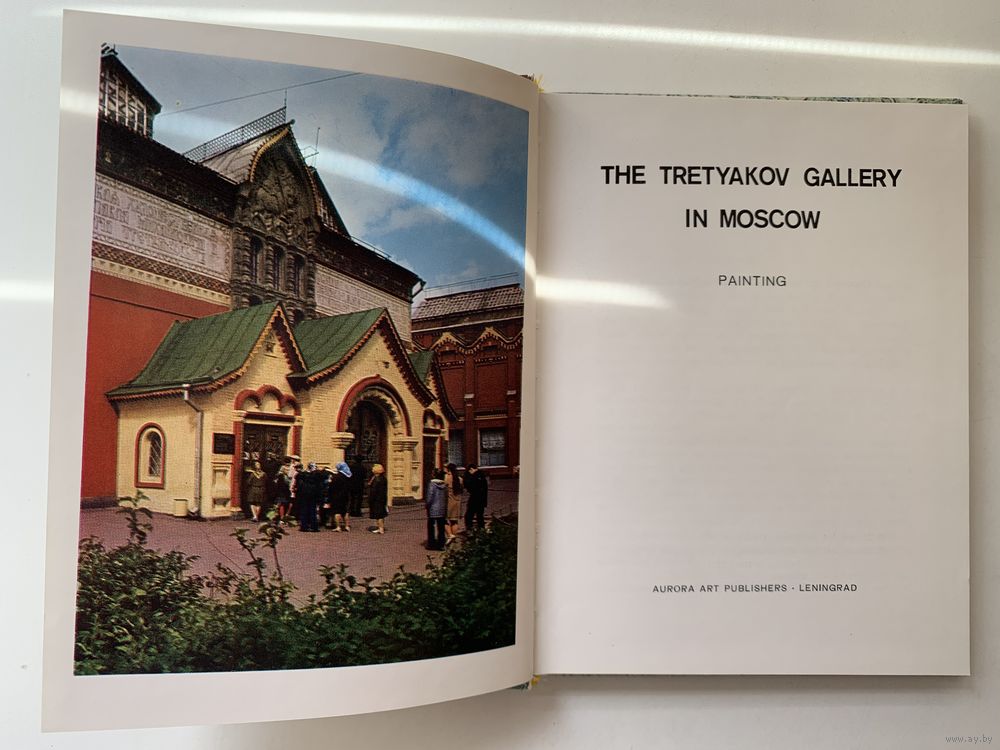 THE TRETYAKOV GALLERY
IN MOSCOW
PAINTING
AURORA ART PUBLISHERS · LENINGRAD
www.ay.by